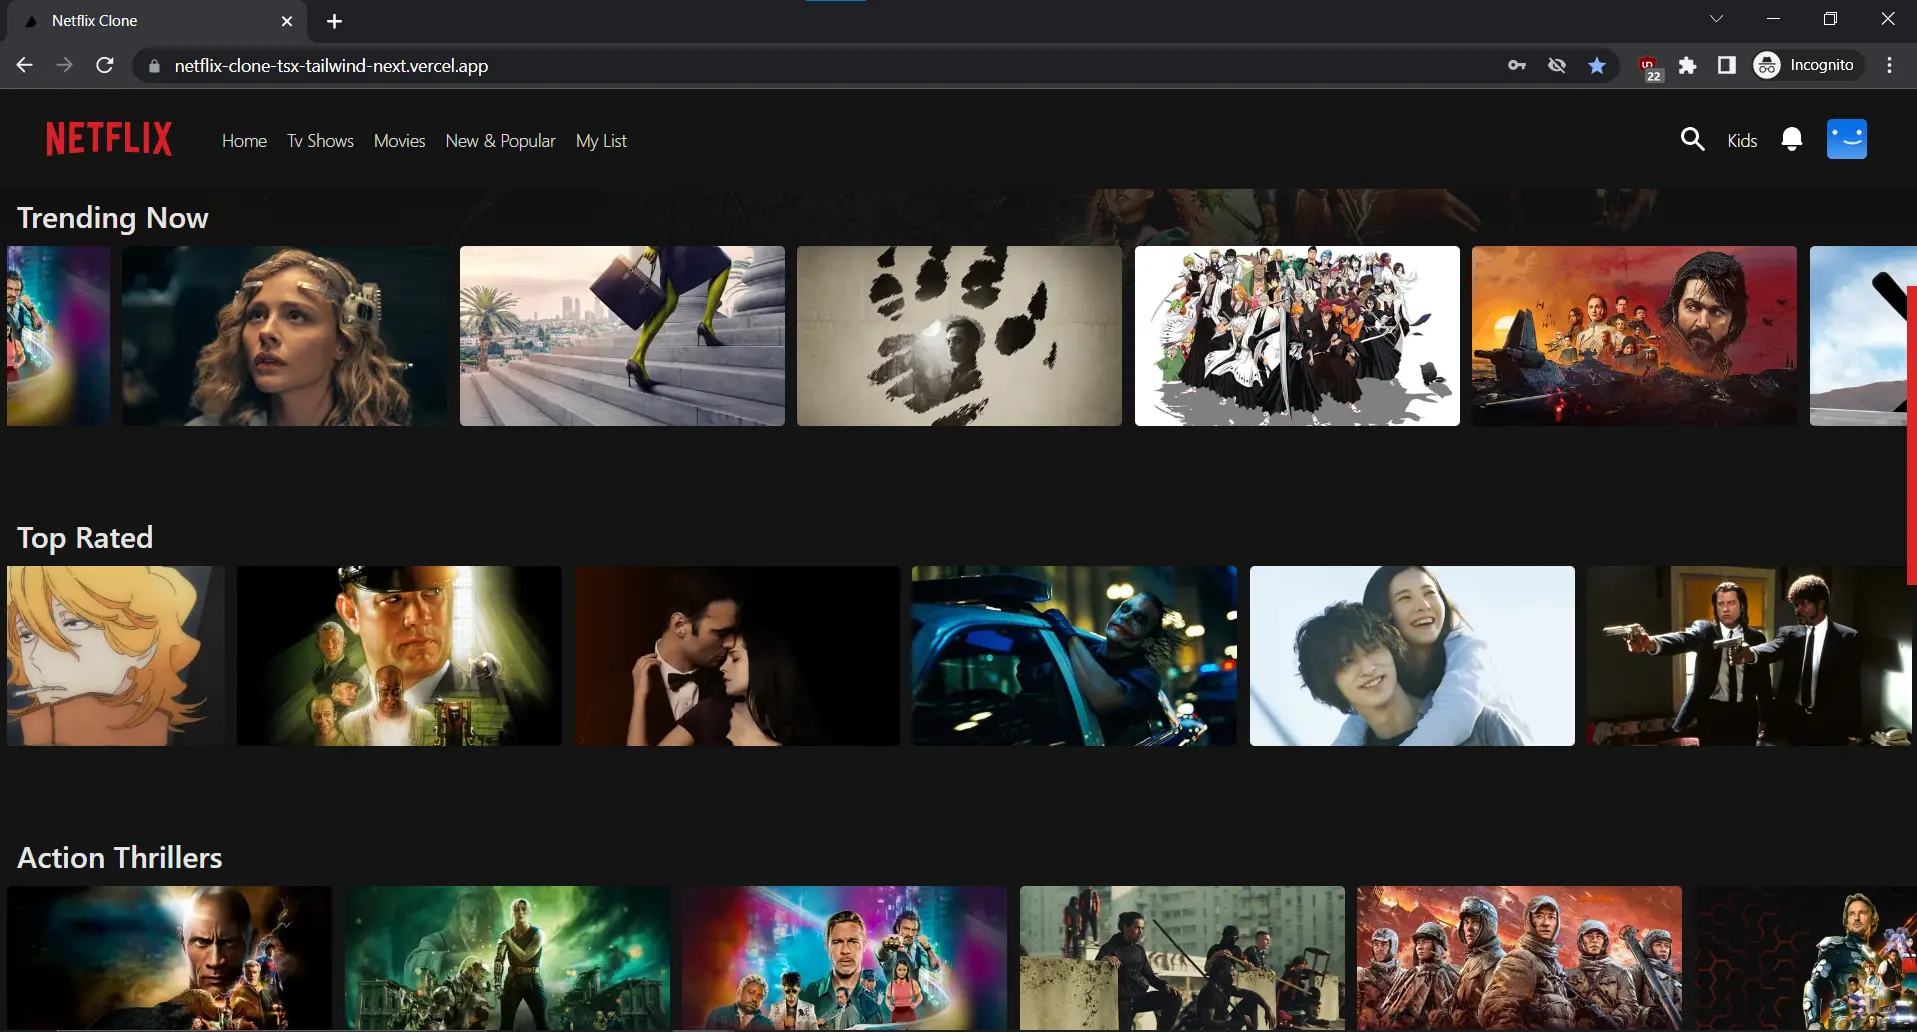 Netflix Clone
netflix-clone-tsx-tailwind-next.vercel.app
22
Incognito
NETFLIX
Home
Tv Shows
Movies
New & Popular
My List
Kids
Trending Now
Top Rated
Action Thrillers